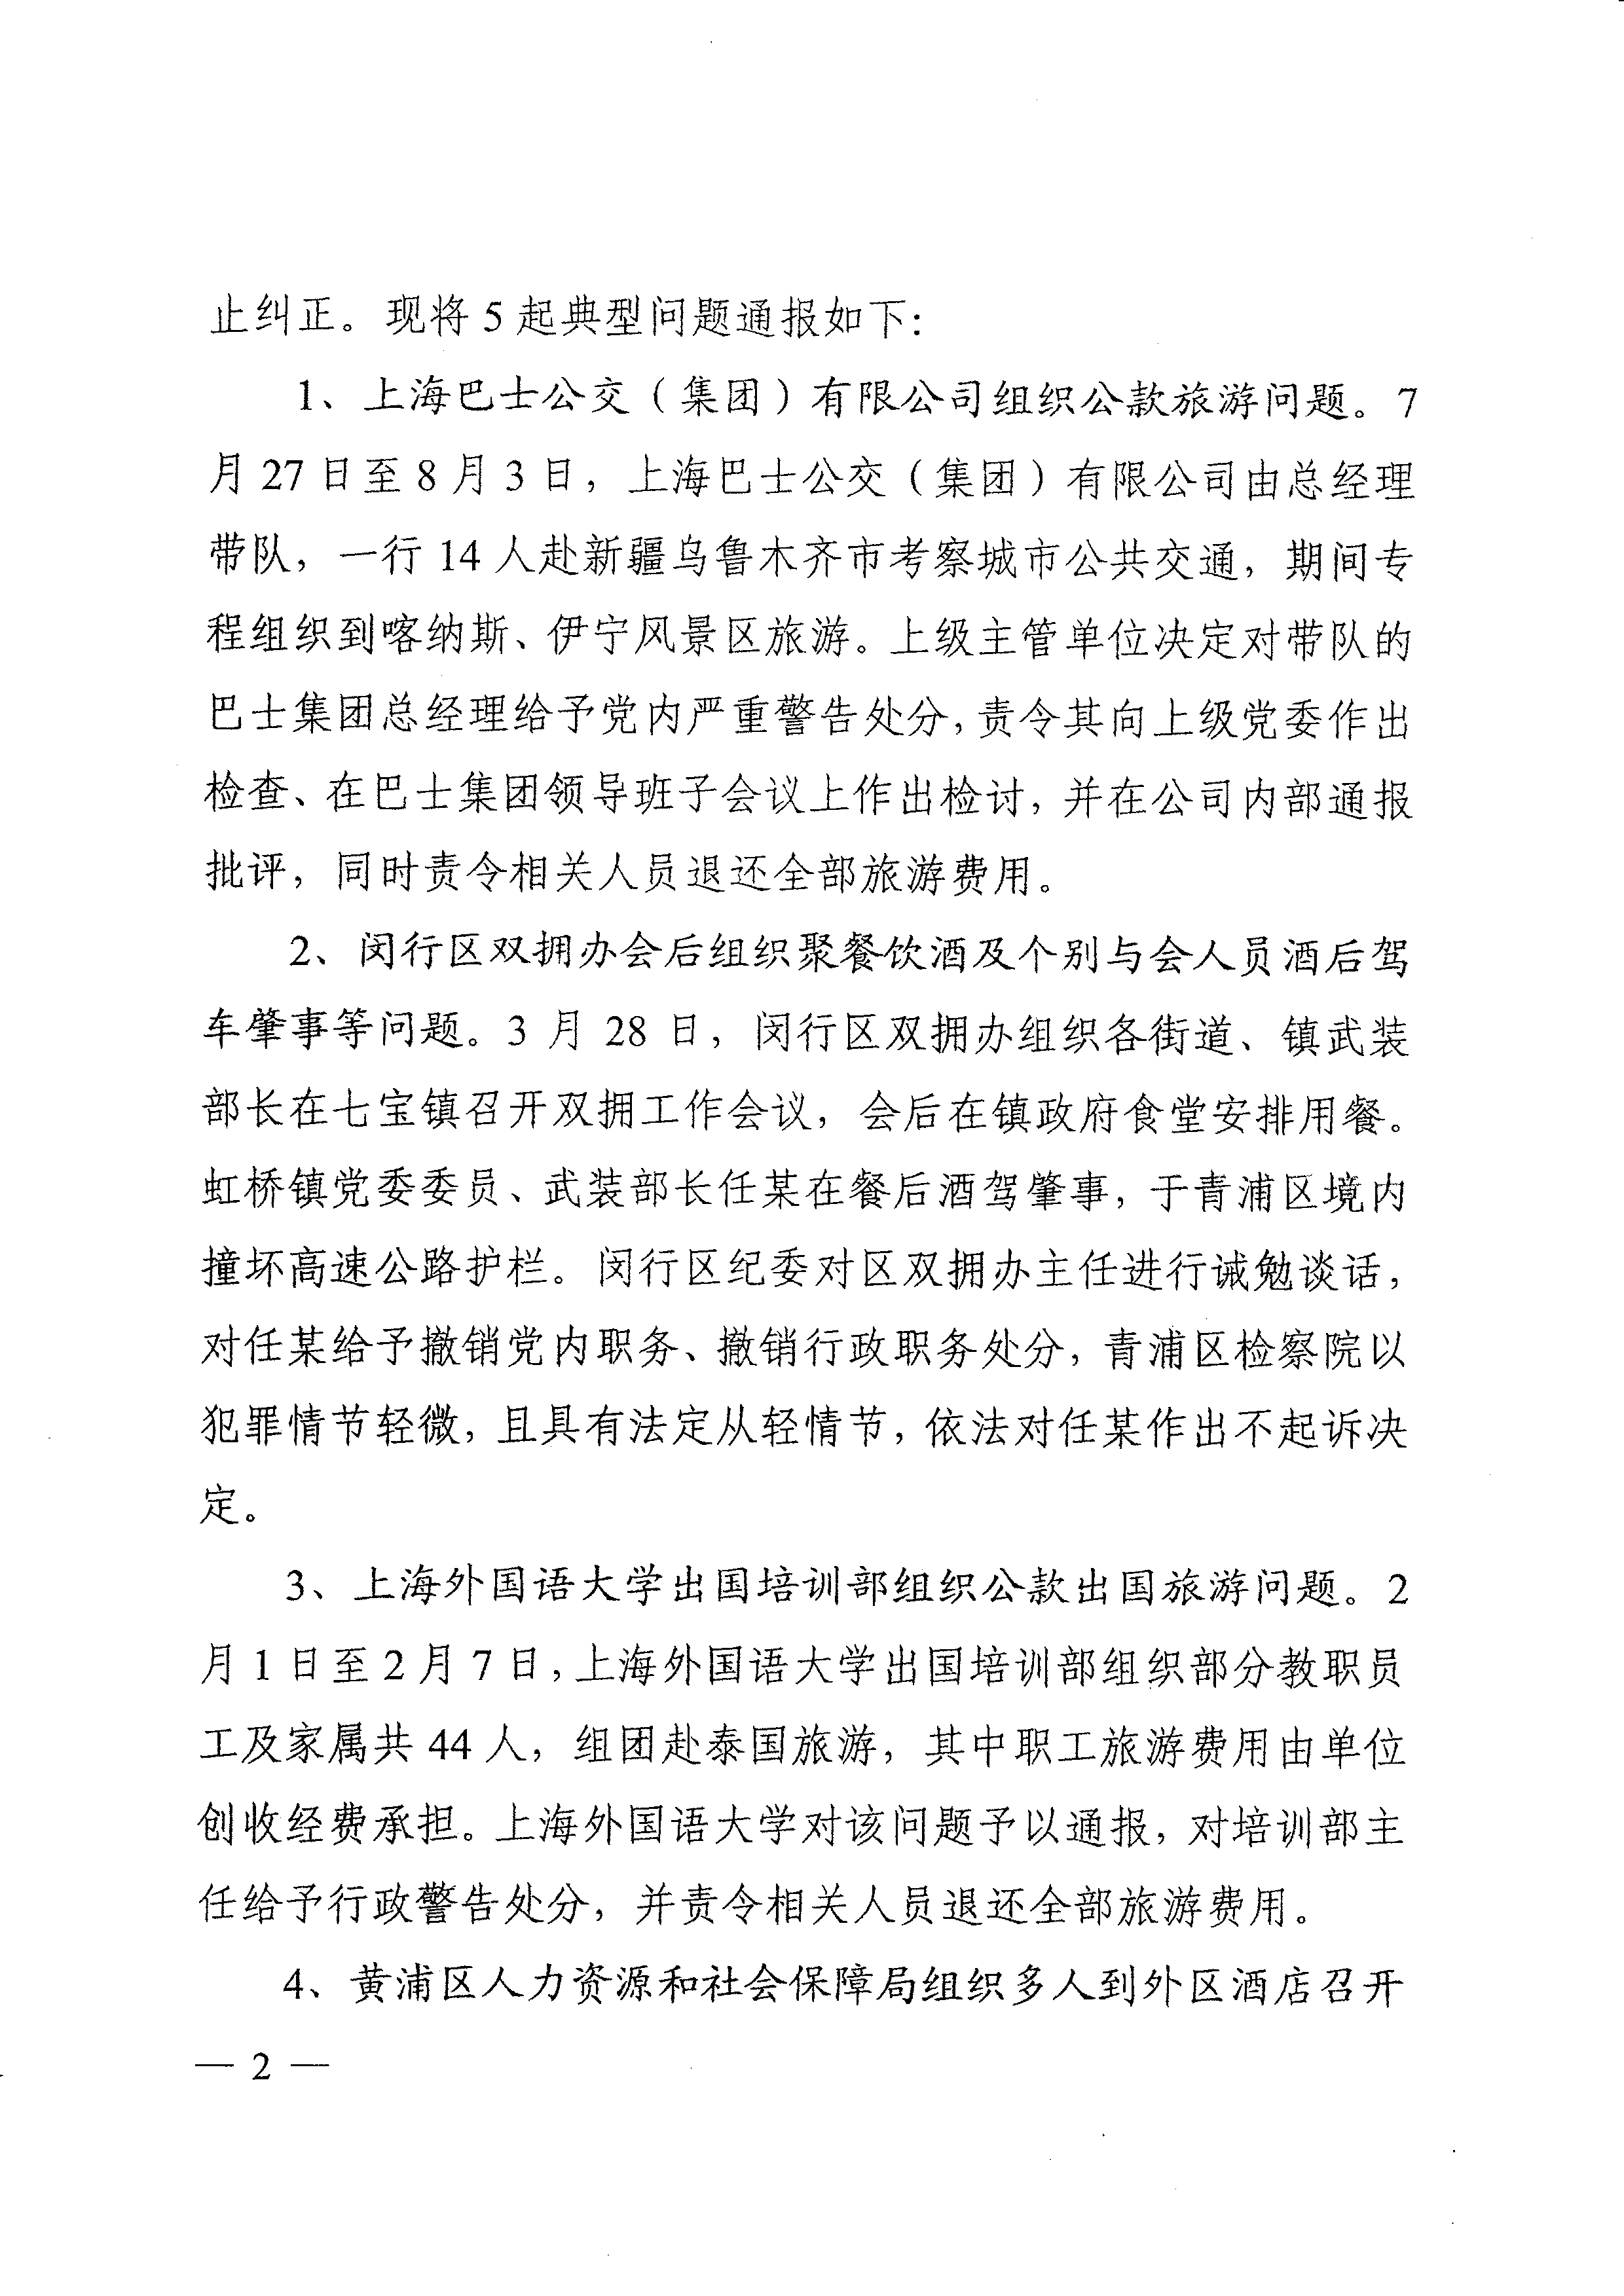 止纠正。现将 5 起典型问题通报如下：
1、上海巴士公交（集团）有限公司组织公款旅游问题。7
月 27 日至 8 月 3 日，上海巴士公交（集团）有限公司由总经理
带队，一行 14 人赴新疆乌鲁木齐市考察城市公共交通，期间专
程组织到喀纳斯、伊宁风景区旅游。上级主管单位决定对带队的
巴士集团总经理给予党内严重警告处分，责令其向上级党委作出
检查、在巴士集团领导班子会议上作出检讨，并在公司内部通报
批评，同时责令相关人员退还全部旅游费用。
2、闵行区双拥办会后组织聚餐饮酒及个别与会人员酒后驾
车肇事等问题。3 月 28 日，闵行区双拥办组织各街道、镇武装
部长在七宝镇召开双拥工作会议，会后在镇政府食堂安排用餐。
虹桥镇党委委员、武装部长任某在餐后酒驾肇事，于青浦区境内
撞坏高速公路护栏。闵行区纪委对区双拥办主任进行诫勉谈话，
对任某给予撤销党内职务、撤销行政职务处分，青浦区检察院以
犯罪情节轻微，且具有法定从轻情节，依法对任某作出不起诉决
定。
3、上海外国语大学出国培训部组织公款出国旅游问题。2
月 1 日至 2 月 7 日，上海外国语大学出国培训部组织部分教职员
工及家属共 44 人，组团赴泰国旅游，其中职工旅游费用由单位
创收经费承担。上海外国语大学对该问题予以通报，对培训部主
任给予行政警告处分，并责令相关人员退还全部旅游费用。
4、黄浦区人力资源和社会保障局组织多人到外区酒店召开
— 2 —